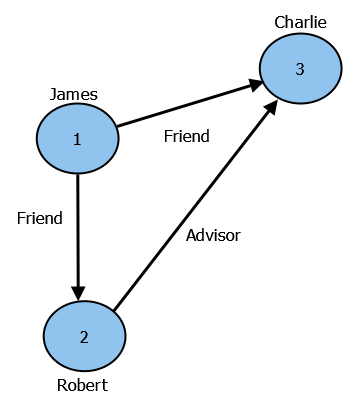 Charlie
3
James
1
Friend
Friend
Advisor
2
Robert